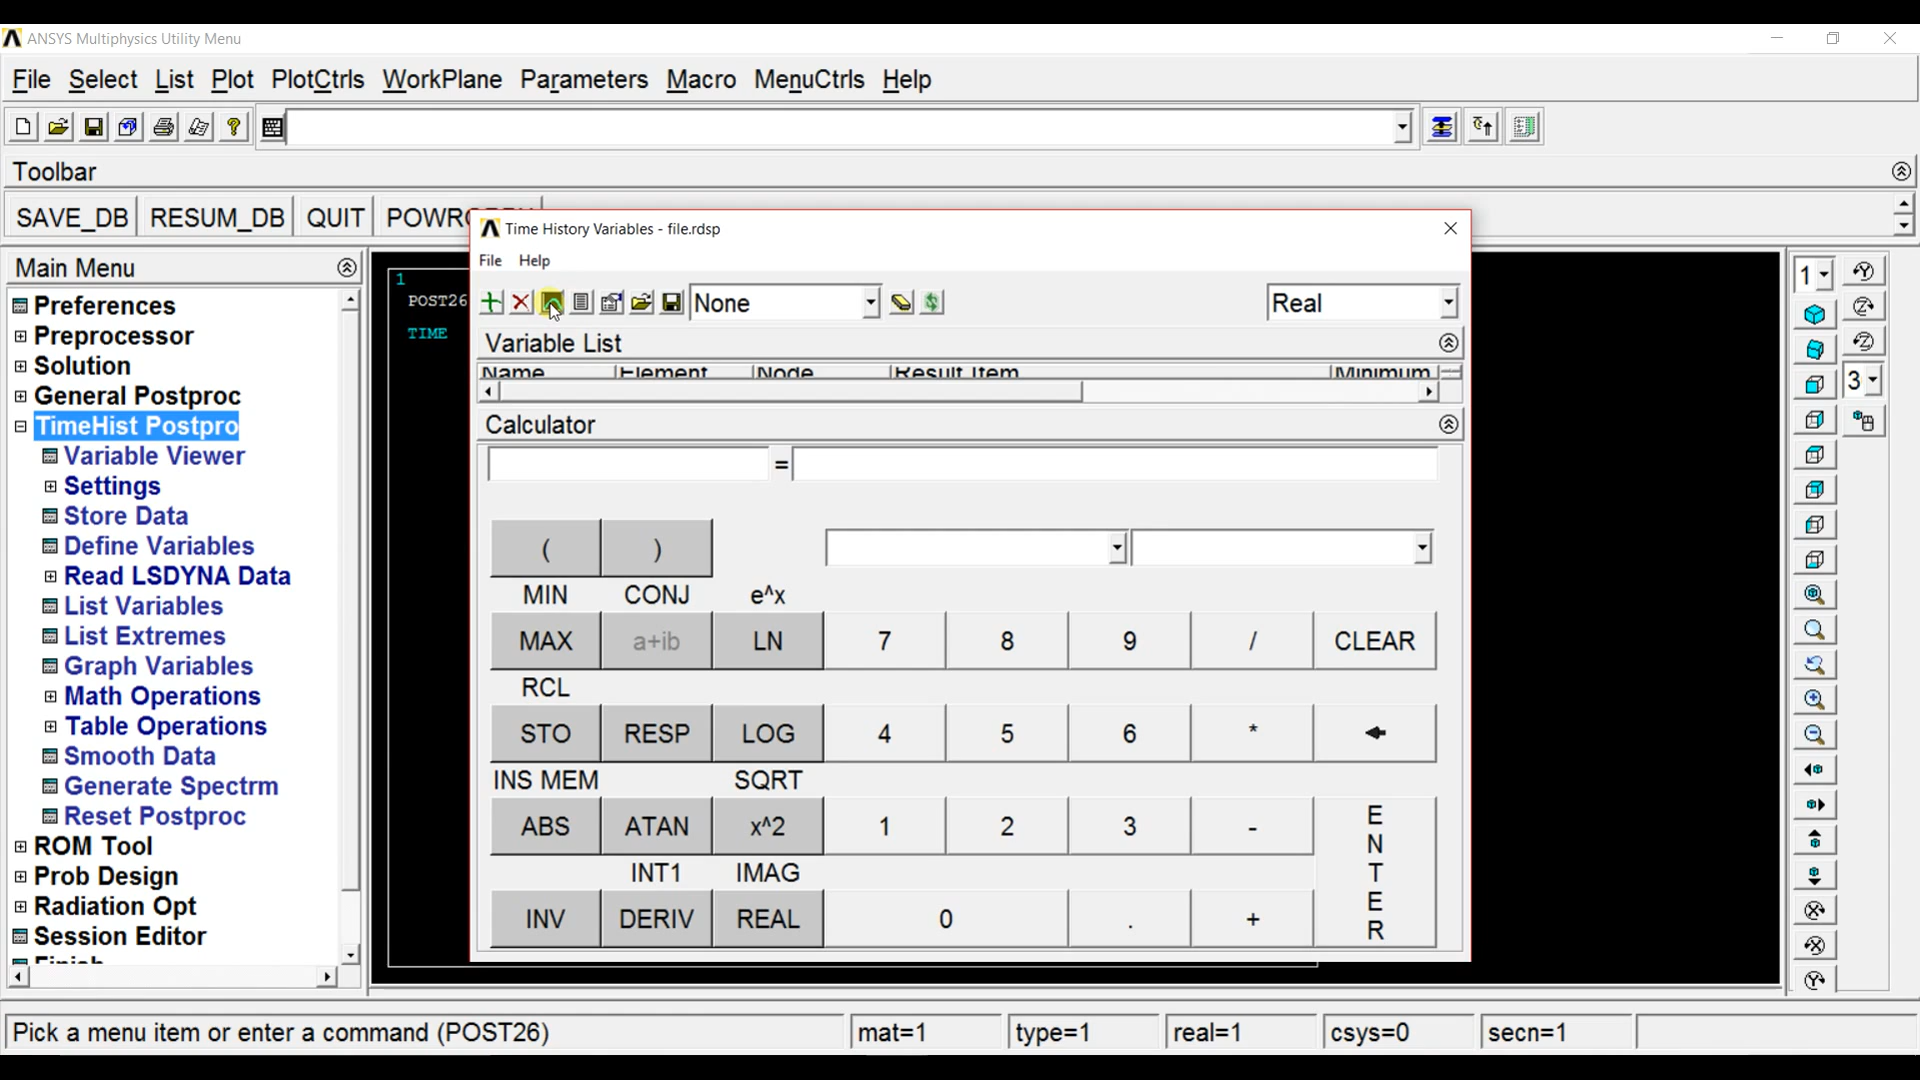 ANSYS Multiphysics Utility Menu
File Select List Plot PlotCtrls WorkPlane Parameters Macro MenuCtrls Help
Toolbar
SAVE_DB RESUM_DB QUIT
Main Menu
Preferences
Preprocessor
Solution
General Postproc
TimeHist Postpro
Variable Viewer
Settings
Store Data
Define Variables
Read LSDYNA Data
List Variables
List Extremes
Graph Variables
Math Operations
Table Operations
Smooth Data
Generate Spectrm
Reset Postproc
ROM Tool
Prob Design
Radiation Opt
Session Editor
1
POST26
TIME
Time History Variables - file.rdsp
File Help
None Real
Variable List
Name Element Node Result Item Minimum
Calculator
=
( )
MIN CONJ e^x
MAX a+ib LN 7 8 9 / CLEAR
RCL
STO RESP LOG 4 5 6 *
INS MEM SQRT
ABS ATAN x^2 1 2 3 - ENTER
INT1 IMAG
INV DERIV REAL 0 . +
1
3
Pick a menu item or enter a command (POST26) mat=1 type=1 real=1 csys=0 secn=1